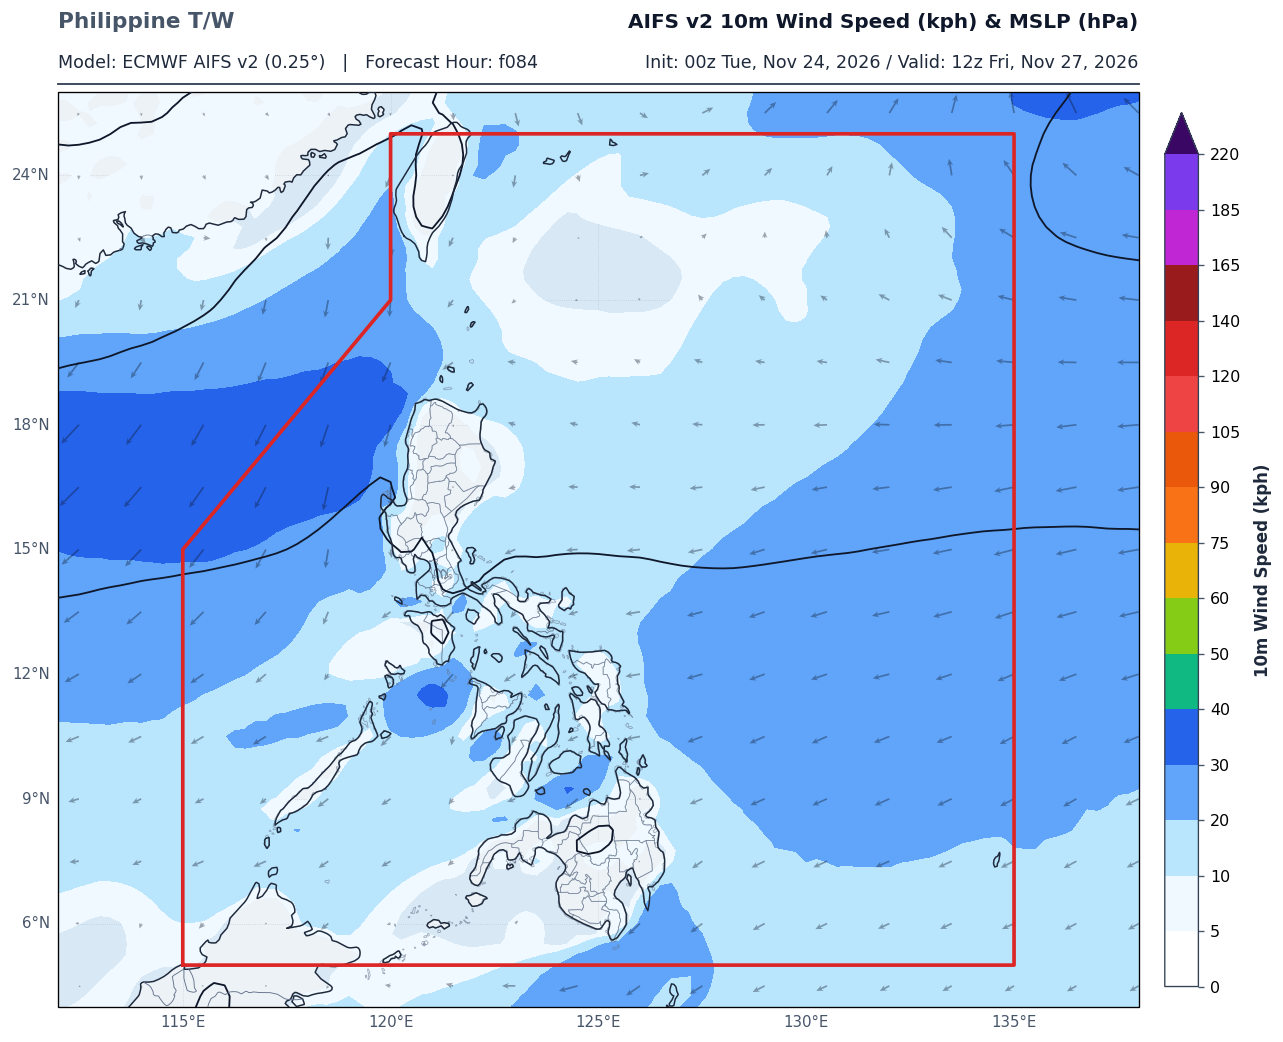 Philippine T/W
AIFS v2 10m Wind Speed (kph) & MSLP (hPa)
Model: ECMWF AIFS v2 (0.25°) | Forecast Hour: f084
Init: 00z Tue, Nov 24, 2026 / Valid: 12z Fri, Nov 27, 2026
24°N
21°N
18°N
15°N
12°N
9°N
6°N
115°E
120°E
125°E
130°E
135°E
220
185
165
140
120
105
90
75
60
50
40
30
20
10
5
0
10m Wind Speed (kph)